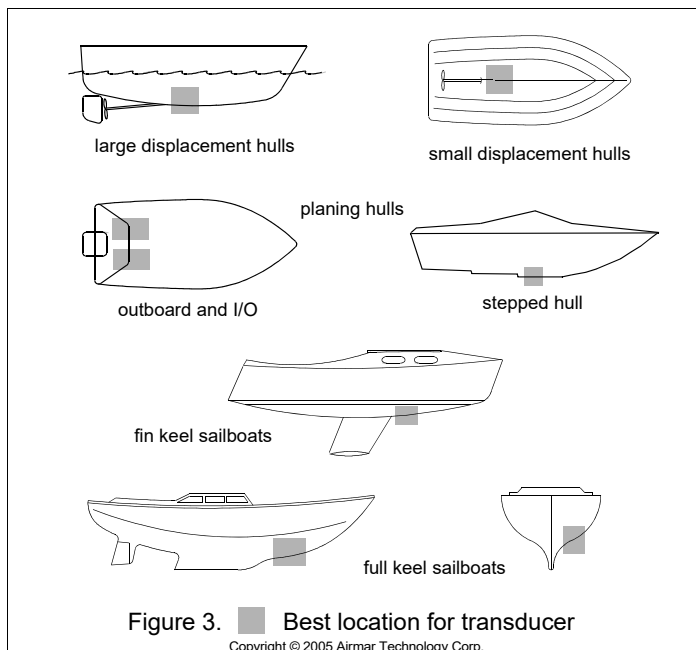 large displacement hulls
small displacement hulls
planing hulls
outboard and I/O
stepped hull
fin keel sailboats
full keel sailboats
Figure 3. Best location for transducer
Copyright © 2005 Airmar Technology Corp.